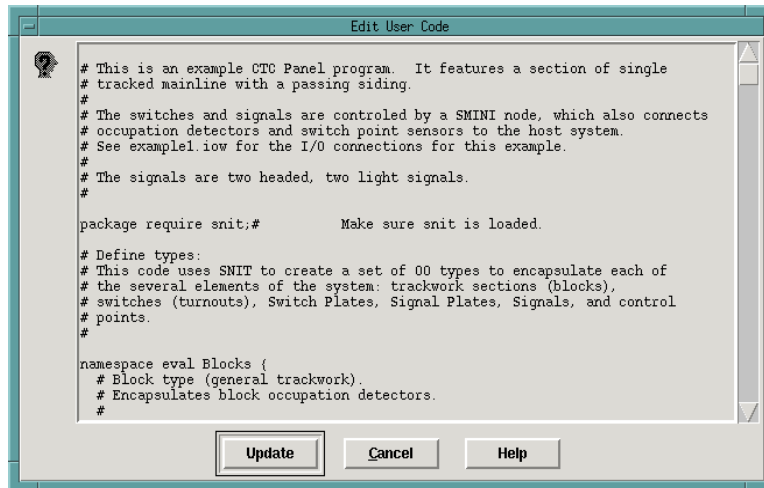 Edit User Code
# This is an example CTC Panel program.  It features a section of single
# tracked mainline with a passing siding.
#
# The switches and signals are controled by a SMINI node, which also connects
# occupation detectors and switch point sensors to the host system.
# See example1.iow for the I/O connections for this example.
#
# The signals are two headed, two light signals.
#
package require snit;#          Make sure snit is loaded.
# Define types:
# This code uses SNIT to create a set of OO types to encapsulate each of
# the several elements of the system: trackwork sections (blocks),
# switches (turnouts), Switch Plates, Signal Plates, Signals, and control
# points.
#
namespace eval Blocks {
  # Block type (general trackwork).
  # Encapsulates block occupation detectors.
  #
Update Cancel Help